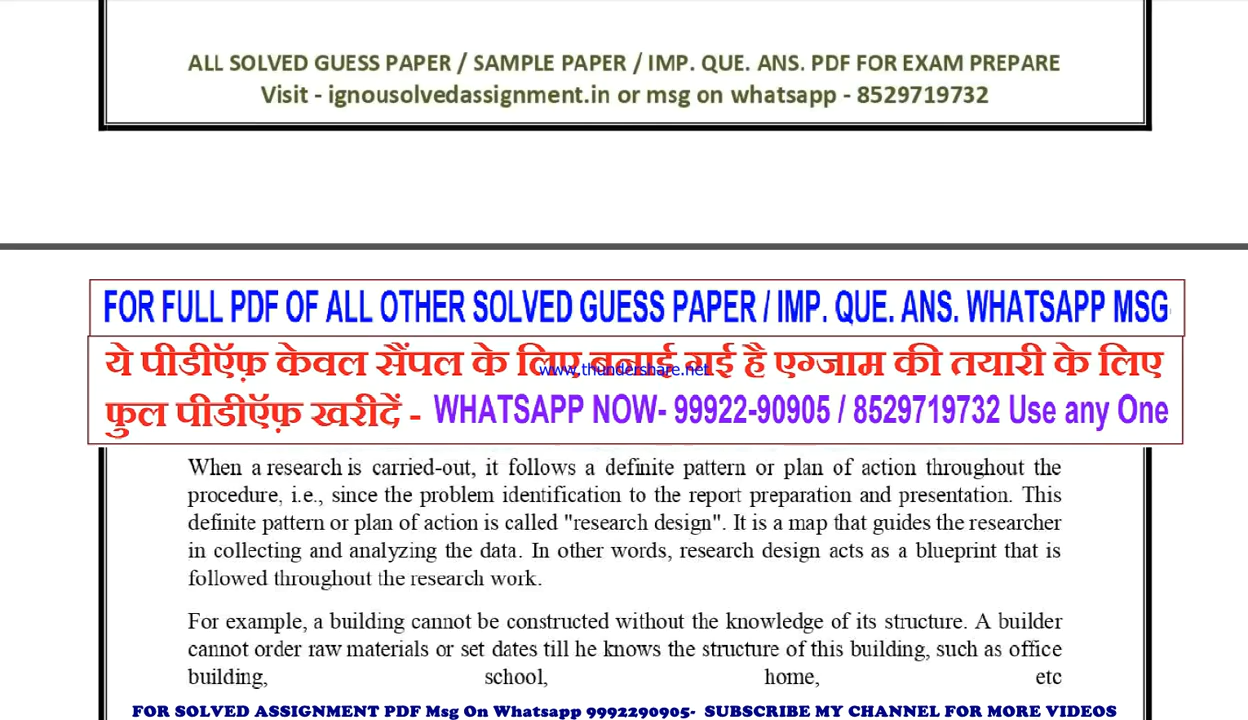 ALL SOLVED GUESS PAPER / SAMPLE PAPER / IMP. QUE. ANS. PDF FOR EXAM PREPARE
Visit - ignousolvedassignment.in or msg on whatsapp - 8529719732
FOR FULL PDF OF ALL OTHER SOLVED GUESS PAPER / IMP. QUE. ANS. WHATSAPP MSG
ये पीडीऍफ़ केवल सैंपल के लिए बनाई गई है एग्जाम की तयारी के लिए
www.thundershare.net
फुल पीडीऍफ़ खरीदें - WHATSAPP NOW- 99922-90905 / 8529719732 Use any One
When a research is carried-out, it follows a definite pattern or plan of action throughout the
procedure, i.e., since the problem identification to the report preparation and presentation. This
definite pattern or plan of action is called "research design". It is a map that guides the researcher
in collecting and analyzing the data. In other words, research design acts as a blueprint that is
followed throughout the research work.
For example, a building cannot be constructed without the knowledge of its structure. A builder
cannot order raw materials or set dates till he knows the structure of this building, such as office
building, school, home, etc
FOR SOLVED ASSIGNMENT PDF Msg On Whatsapp 9992290905- SUBSCRIBE MY CHANNEL FOR MORE VIDEOS